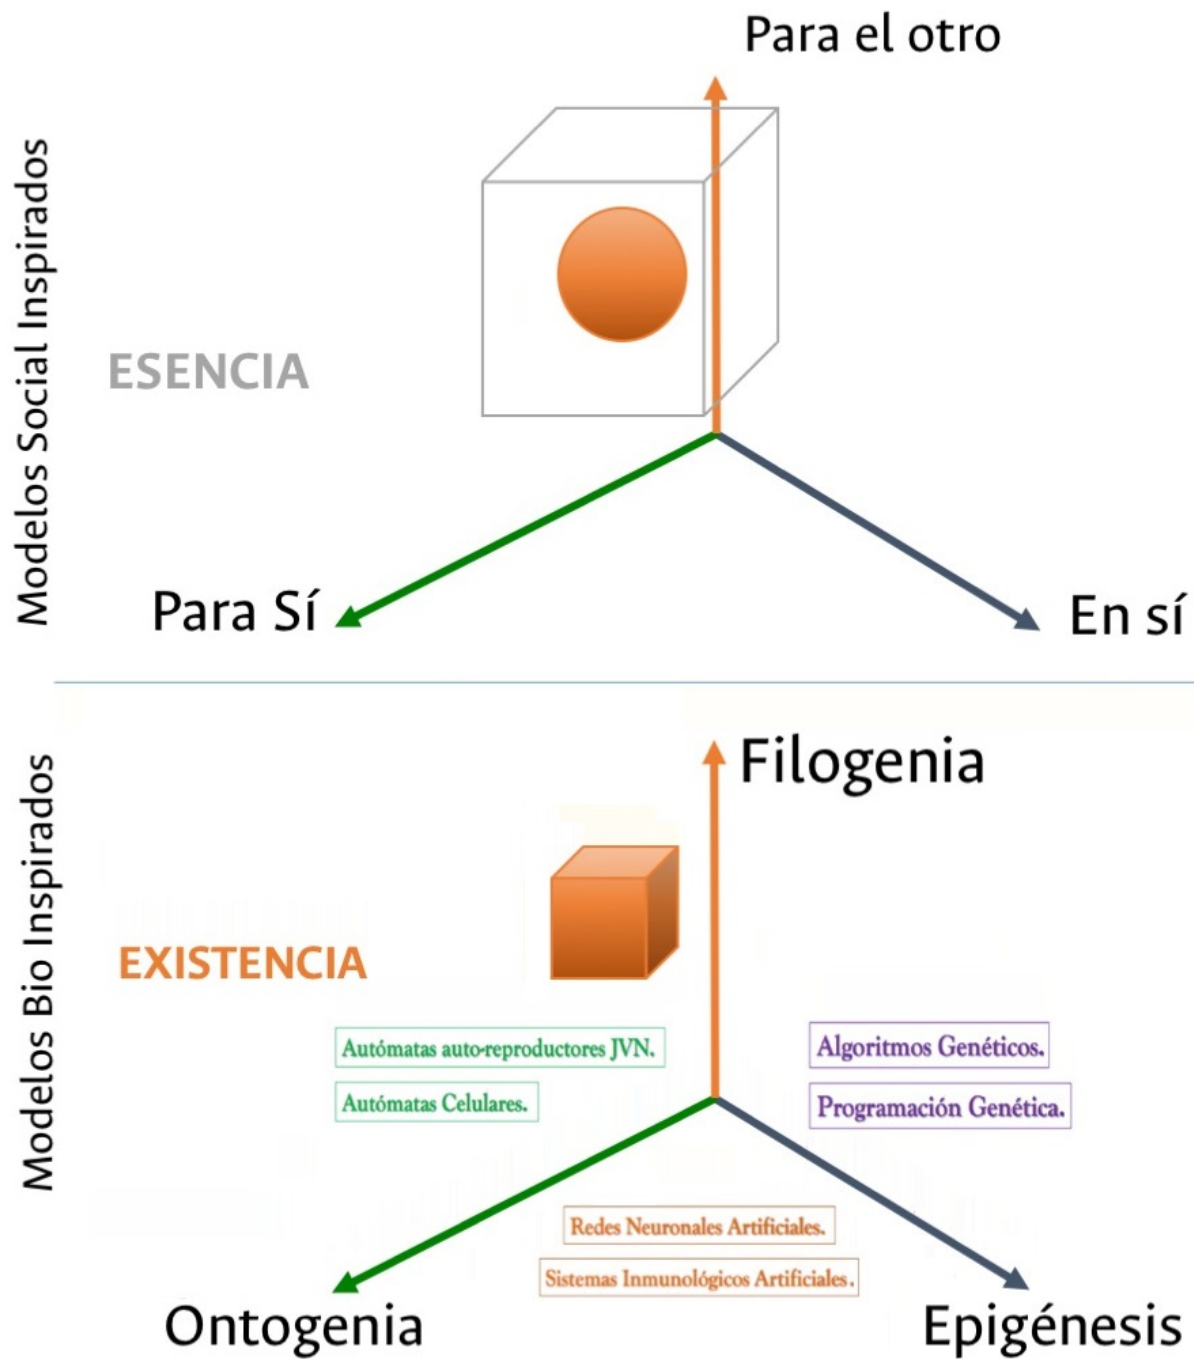 Para el otro
Modelos Social Inspirados
ESENCIA
Para Sí
En sí
Filogenia
Modelos Bio Inspirados
EXISTENCIA
Autómatas auto-reproductores JVN.
Algoritmos Genéticos.
Autómatas Celulares.
Programación Genética.
Redes Neuronales Artificiales.
Sistemas Inmunológicos Artificiales.
Ontogenia
Epigénesis